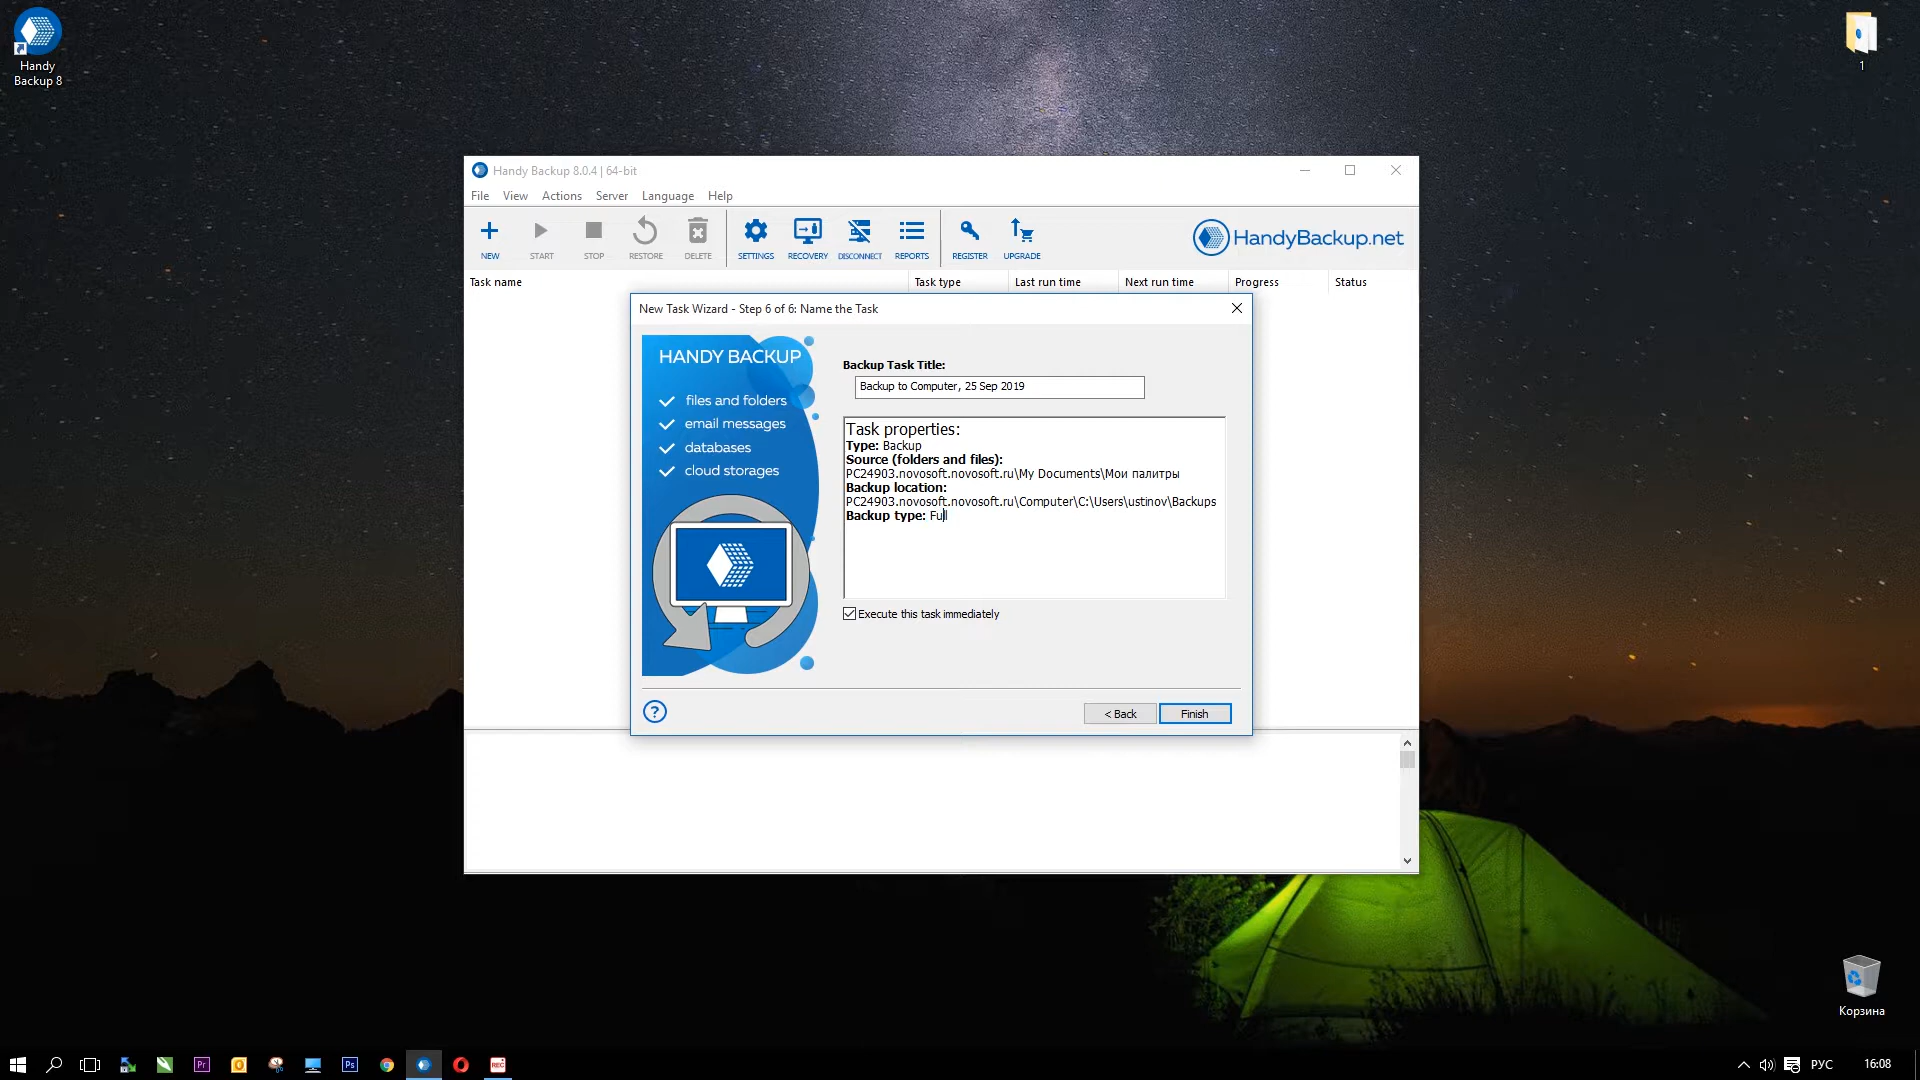 Handy
Backup 8
1
Handy Backup 8.0.4 | 64-bit
File View Actions Server Language Help
NEW START STOP RESTORE DELETE SETTINGS RECOVERY DISCONNECT REPORTS REGISTER UPGRADE
HandyBackup.net
Task name Task type Last run time Next run time Progress Status
New Task Wizard - Step 6 of 6: Name the Task
HANDY BACKUP
files and folders
email messages
databases
cloud storages
Backup Task Title:
Backup to Computer, 25 Sep 2019
Task properties:
Type: Backup
Source (folders and files):
PC24903.novosoft.novosoft.ru\My Documents\Мои палитры
Backup location:
PC24903.novosoft.novosoft.ru\Computer\C:\Users\ustinov\Backups
Backup type: Full
Execute this task immediately
?
< Back Finish
Корзина
Pr
Ps
REC
РУС
16:08